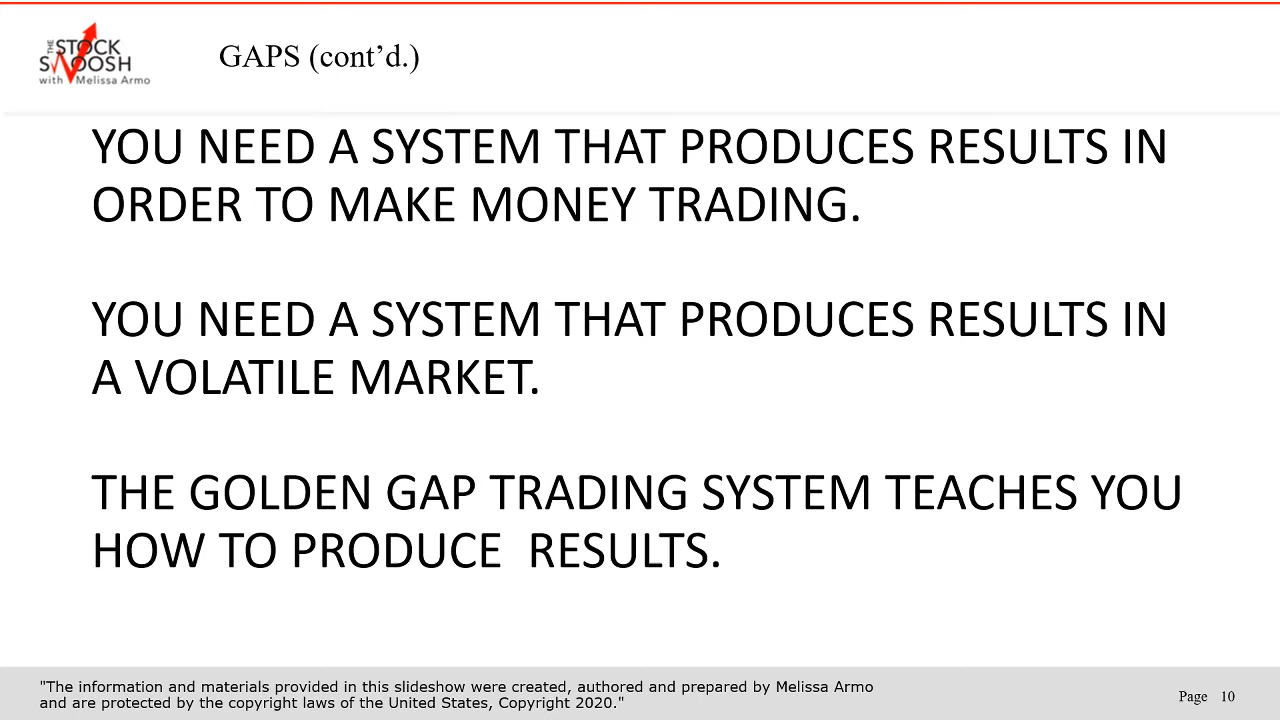 THE STOCK
SWOOSH
with Melissa Armo
GAPS (cont’d.)
YOU NEED A SYSTEM THAT PRODUCES RESULTS IN
ORDER TO MAKE MONEY TRADING.
YOU NEED A SYSTEM THAT PRODUCES RESULTS IN
A VOLATILE MARKET.
THE GOLDEN GAP TRADING SYSTEM TEACHES YOU
HOW TO PRODUCE  RESULTS.
"The information and materials provided in this slideshow were created, authored and prepared by Melissa Armo
and are protected by the copyright laws of the United States, Copyright 2020."
Page 10